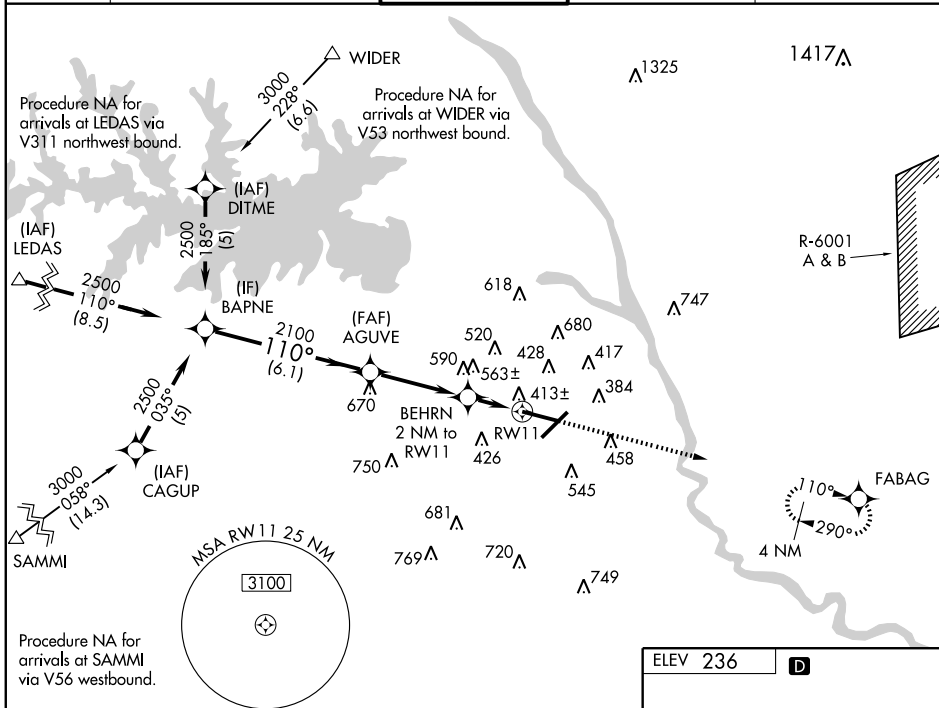 WIDER
1325
1417
3000
228°
(6.6)
Procedure NA for
arrivals at LEDAS via
V311 northwest bound.
Procedure NA for
arrivals at WIDER via
V53 northwest bound.
(IAF)
DITME
2500
185°
(5)
(IAF)
LEDAS
2500
110°
(8.5)
(IF)
BAPNE
R-6001
A & B
618
747
2100
110°
(6.1)
(FAF)
AGUVE
680
520
590
563±
428
417
670
413±
384
BEHRN
2 NM to
RW11
RW11
2500
035°
(5)
(IAF)
CAGUP
750
426
458
545
3000
058°
(14.3)
SAMMI
FABAG
110°
290°
4 NM
681
769
720
749
MSA RW11 25 NM
3100
Procedure NA for
arrivals at SAMMI
via V56 westbound.
ELEV 236 D